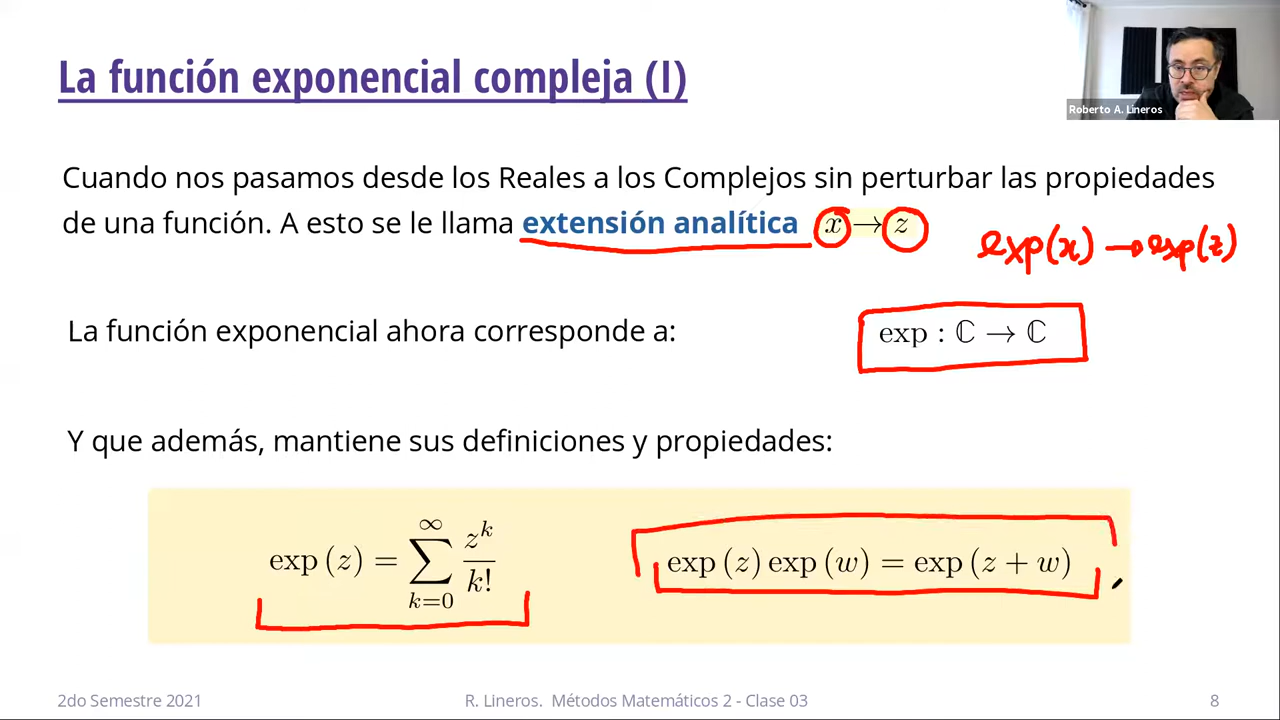 La función exponencial compleja (I)
Roberto A. Lineros
Cuando nos pasamos desde los Reales a los Complejos sin perturbar las propiedades
de una función. A esto se le llama extensión analítica x → z
exp(x) → exp(z)
La función exponencial ahora corresponde a: exp : ℂ → ℂ
Y que además, mantiene sus definiciones y propiedades:
exp (z) = ∑_{k=0}^{∞} z^k / k! exp (z) exp (w) = exp (z + w)
2do Semestre 2021 R. Lineros. Métodos Matemáticos 2 - Clase 03 8